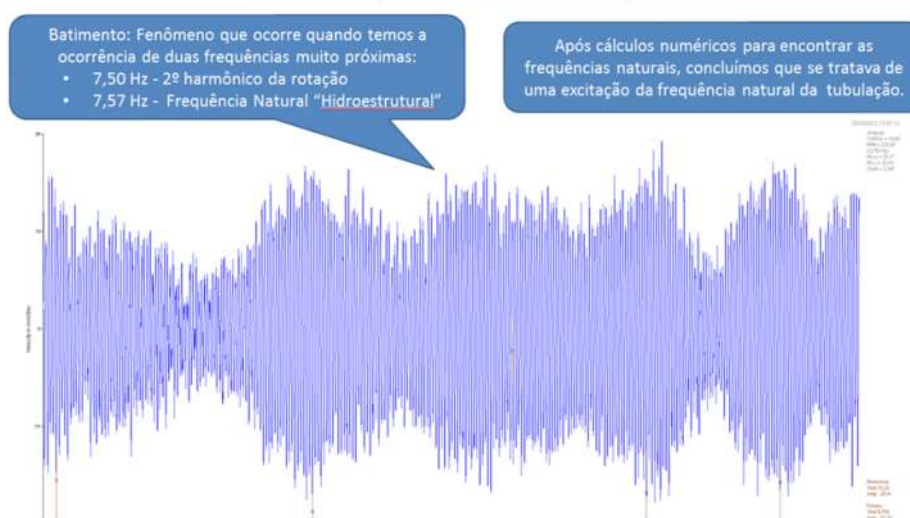 Batimento: Fenômeno que ocorre quando temos a
ocorrência de duas frequências muito próximas:
• 7,50 Hz - 2º harmônico da rotação
• 7,57 Hz - Frequência Natural "Hidroestrutural"
Após cálculos numéricos para encontrar as
frequências naturais, concluímos que se tratava de
uma excitação da frequência natural da tubulação.